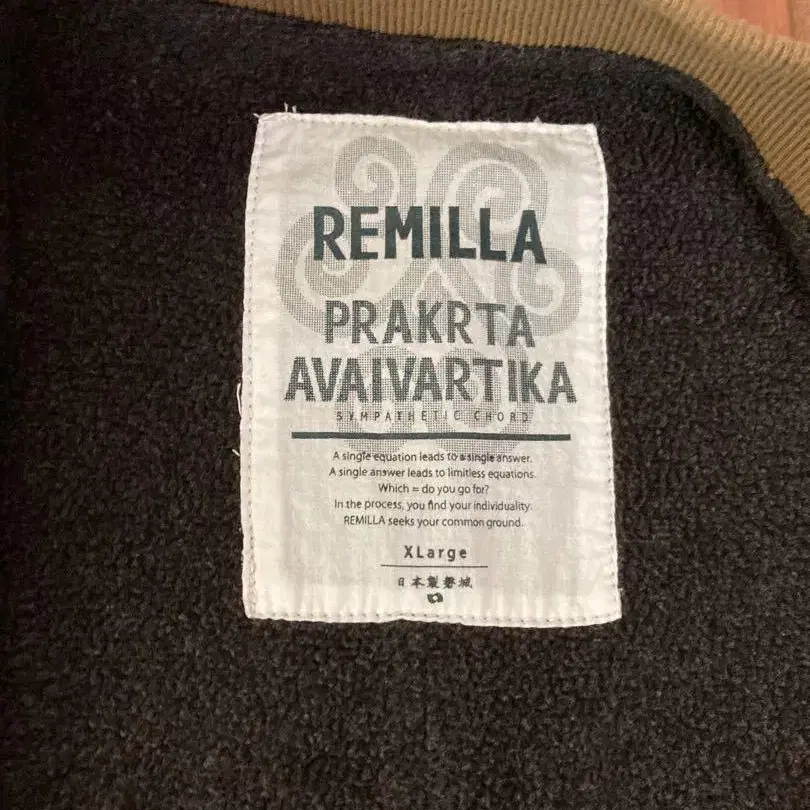 REMILLA
PRAKRTA
AVAIVARTIKA
SYMPATHETIC CHORD
A single equation leads to a single answer.
A single answer leads to limitless equations.
Which = do you go for?
In the process, you find your individuality.
REMILLA seeks your common ground.
XLarge
日本製磐城